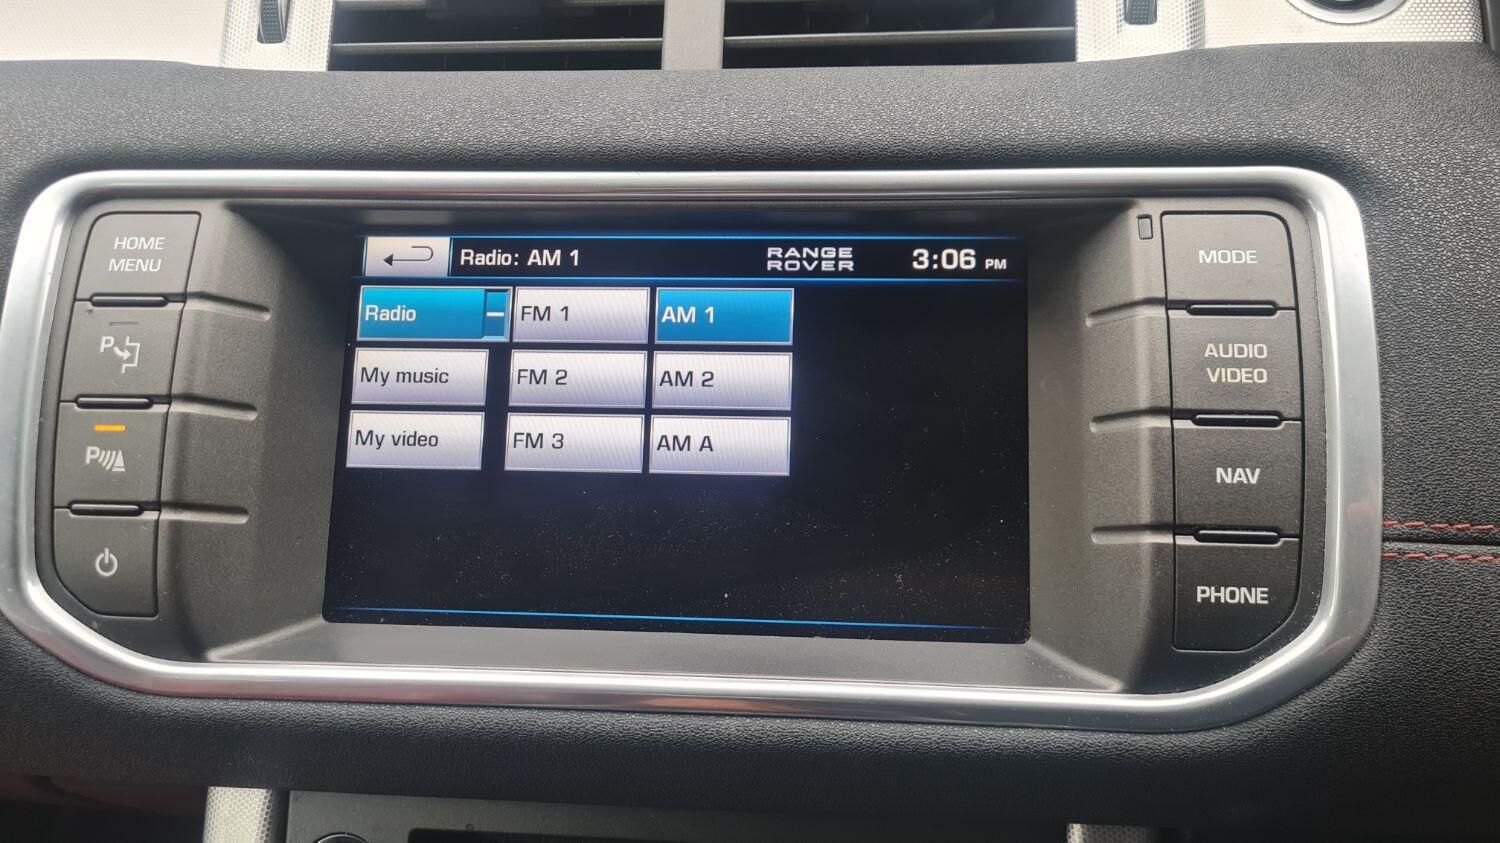 HOME
MENU
P
P
Radio: AM 1
RANGE
ROVER
3:06 PM
Radio
FM 1
AM 1
My music
FM 2
AM 2
My video
FM 3
AM A
MODE
AUDIO
VIDEO
NAV
PHONE